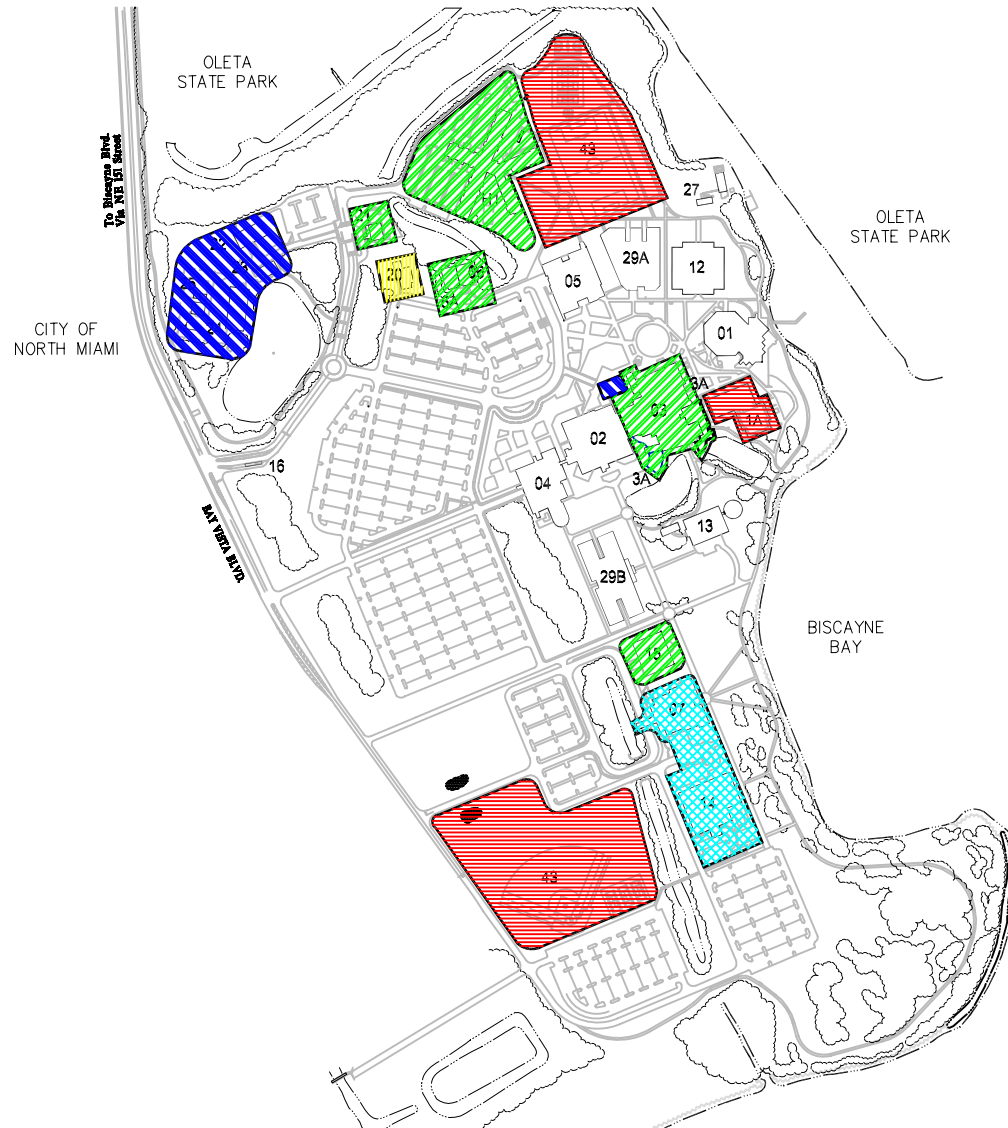 OLETA
STATE PARK
To Biscayne Blvd.
Via NE 151 Street
43
27
OLETA
STATE PARK
29A
12
05
20
CITY OF
NORTH MIAMI
01
3A
03
1A
02
16
3A
04
13
BAY VISTA BLVD.
29B
BISCAYNE
BAY
15
07
14
43